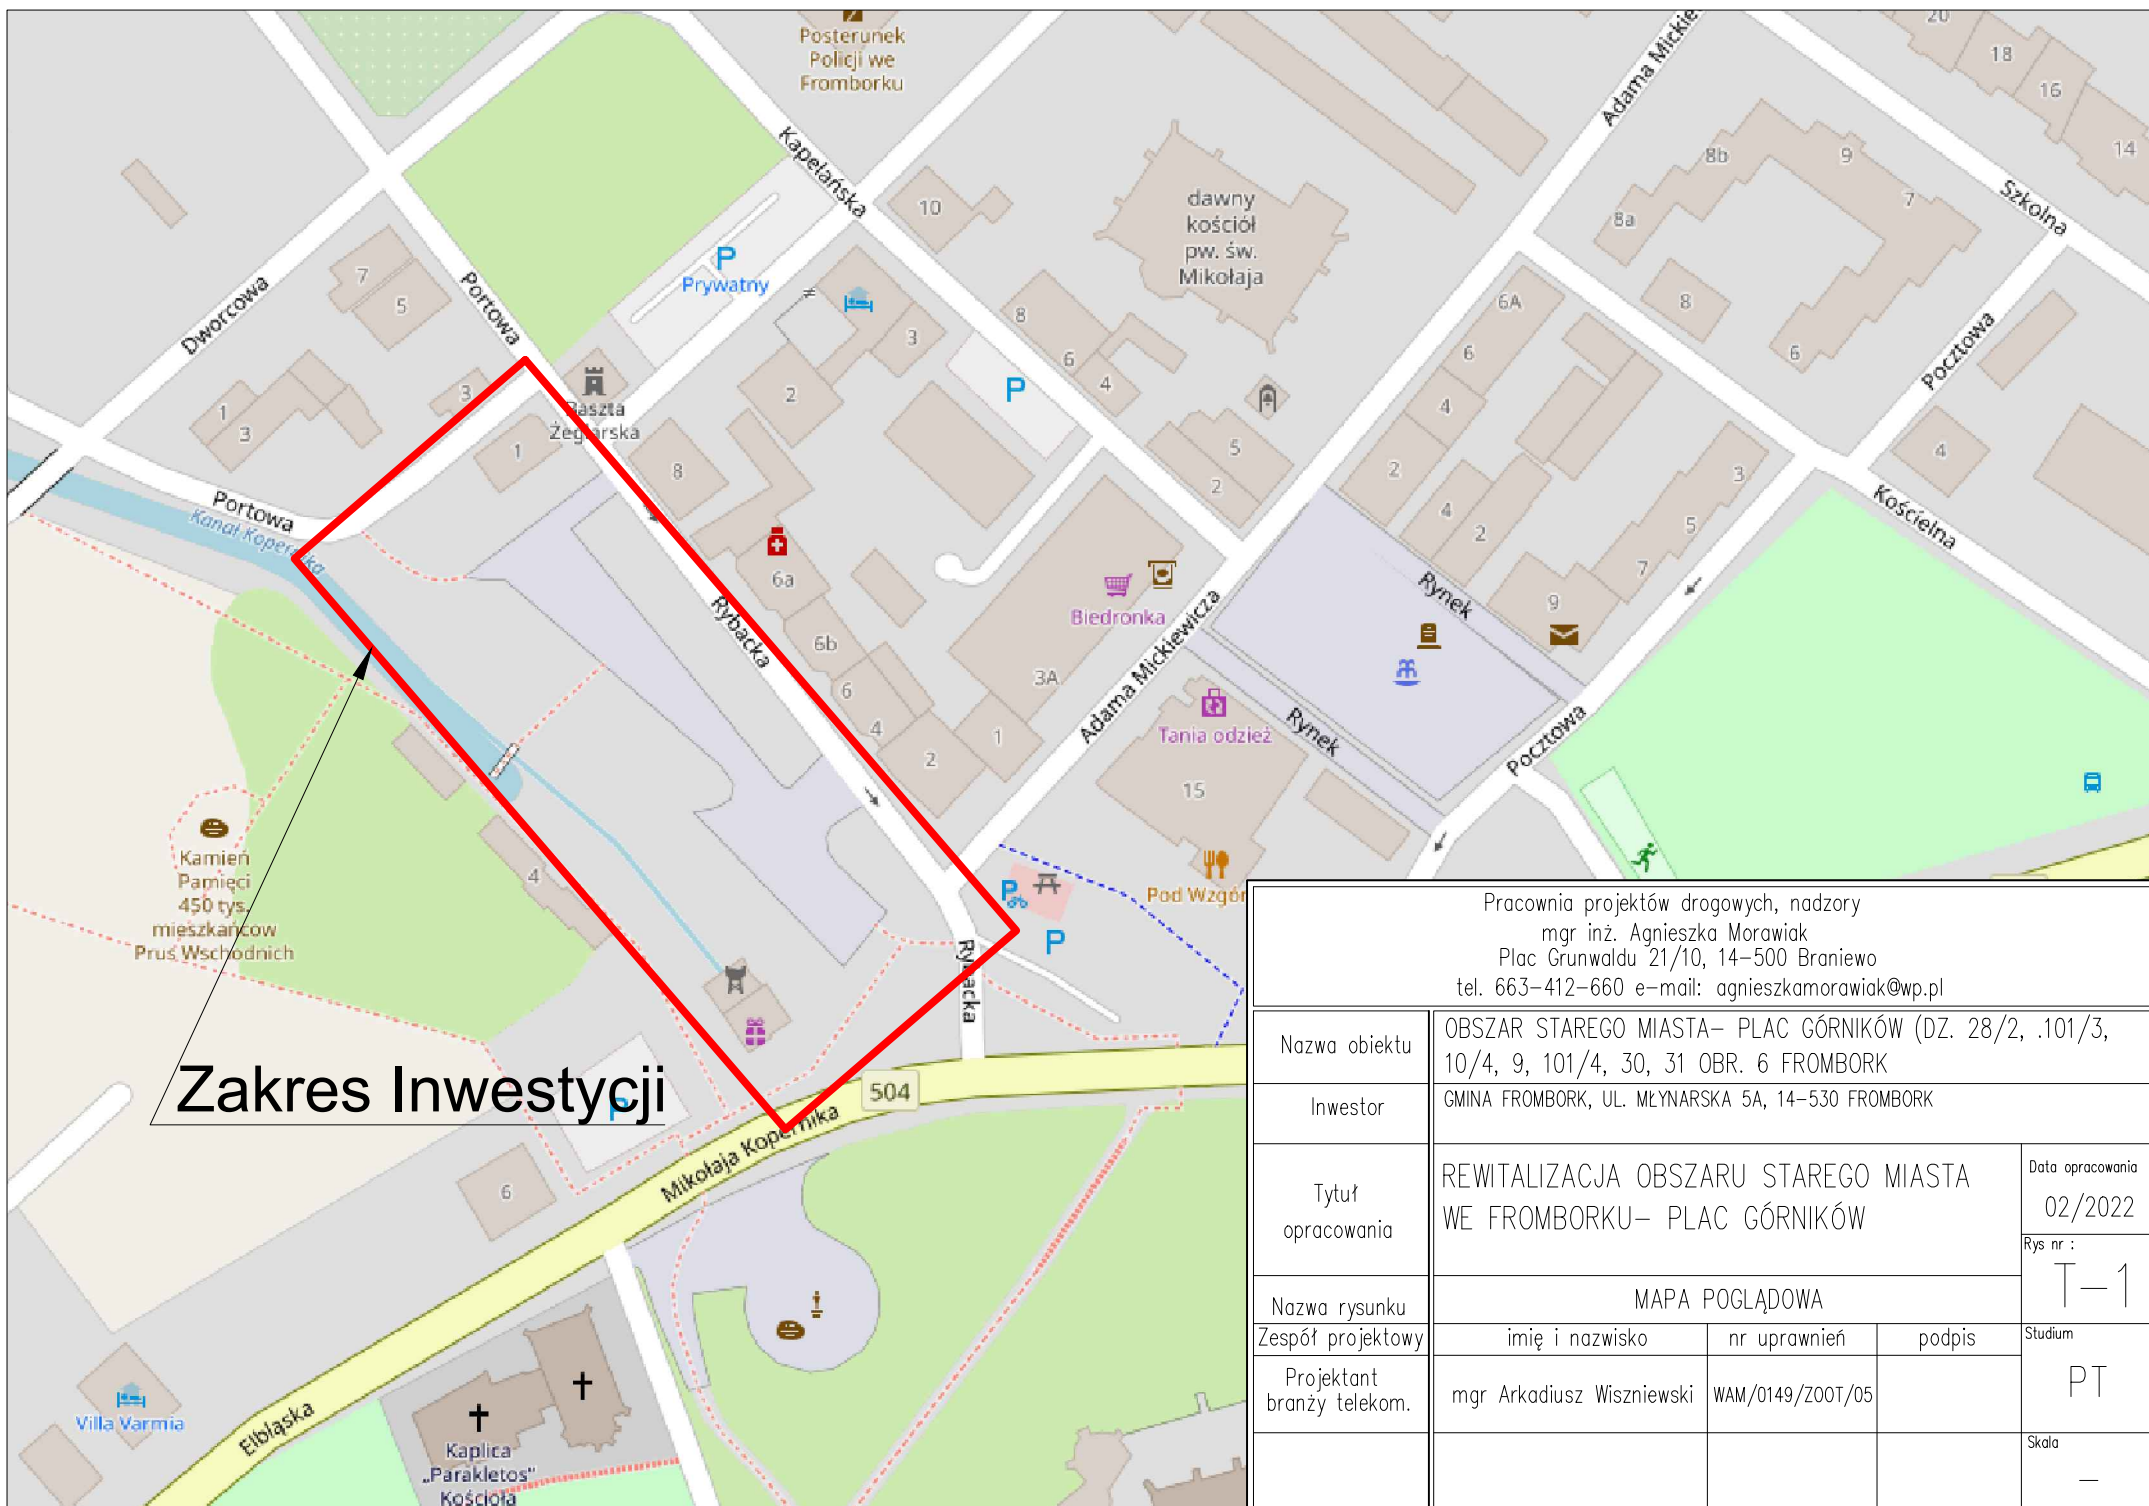 Posterunek
Policji we
Fromborku
Adama Mickie
20
18
16
14
Kapelańska
8b
9
7
8a
Szkolna
10
dawny
kościół
pw. św.
Mikołaja
P
Prywatny
7
5
Portowa
Dworcowa
6A
8
8
3
6
6
6
4
Pocztowa
P
2
3
1
3
Baszta
Żeglarska
4
5
2
2
1
8
3
4
Portowa
Kanał Kopernika
4
2
5
7
Kościelna
6a
Biedronka
Rynek
9
Rybacka
6b
3A
Adama Mickiewicza
6
4
2
1
Tania odzież
Rynek
Pocztowa
15
4
Kamień
Pamięci
450 tys.
mieszkańców
Prus Wschodnich
P
Pod Wzgór
P
Rybacka
504
Zakres Inwestycji
P
Mikołaja Kopernika
6
Villa Varmia
Elbląska
Kaplica
„Parakletos"
Kościoła
Pracownia projektów drogowych, nadzory
mgr inż. Agnieszka Morawiak
Plac Grunwaldu 21/10, 14–500 Braniewo
tel. 663–412–660 e–mail: agnieszkamorawiak@wp.pl
Nazwa obiektu
OBSZAR STAREGO MIASTA– PLAC GÓRNIKÓW (DZ. 28/2, .101/3,
10/4, 9, 101/4, 30, 31 OBR. 6 FROMBORK
Inwestor
GMINA FROMBORK, UL. MŁYNARSKA 5A, 14–530 FROMBORK
Tytuł
opracowania
REWITALIZACJA OBSZARU STAREGO MIASTA
WE FROMBORKU– PLAC GÓRNIKÓW
Data opracowania
02/2022
Rys nr :
T–1
Nazwa rysunku
MAPA POGLĄDOWA
Zespół projektowy
imię i nazwisko
nr uprawnień
podpis
Studium
PT
Projektant
branży telekom.
mgr Arkadiusz Wiszniewski
WAM/0149/ZOOT/05
Skala
–